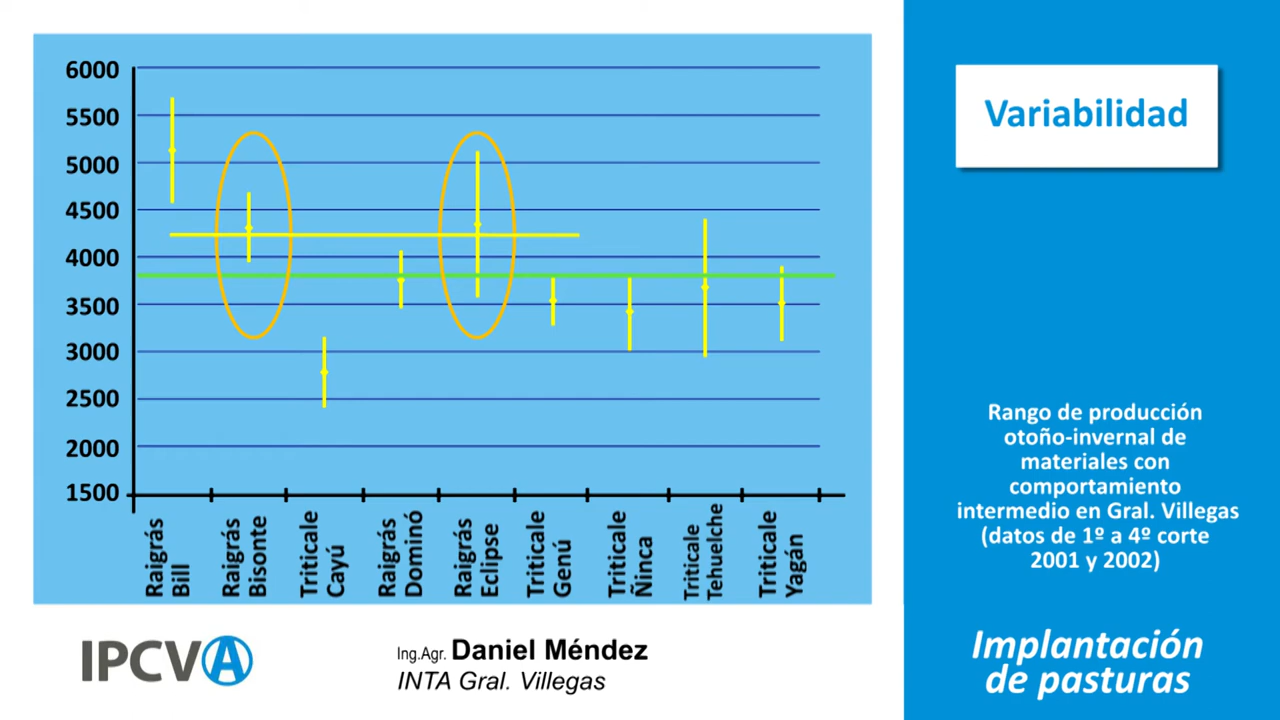 6000
5500
5000
4500
4000
3500
3000
2500
2000
1500
Raigrás
Bill
Raigrás
Bisonte
Triticale
Cayú
Raigrás
Dominó
Raigrás
Eclipse
Triticale
Genú
Triticale
Ñinca
Triticale
Tehuelche
Triticale
Yagán
Variabilidad
Rango de producción
otoño-invernal de
materiales con
comportamiento
intermedio en Gral. Villegas
(datos de 1º a 4º corte
2001 y 2002)
Implantación
de pasturas
IPCVA
Ing.Agr. Daniel Méndez
INTA Gral. Villegas